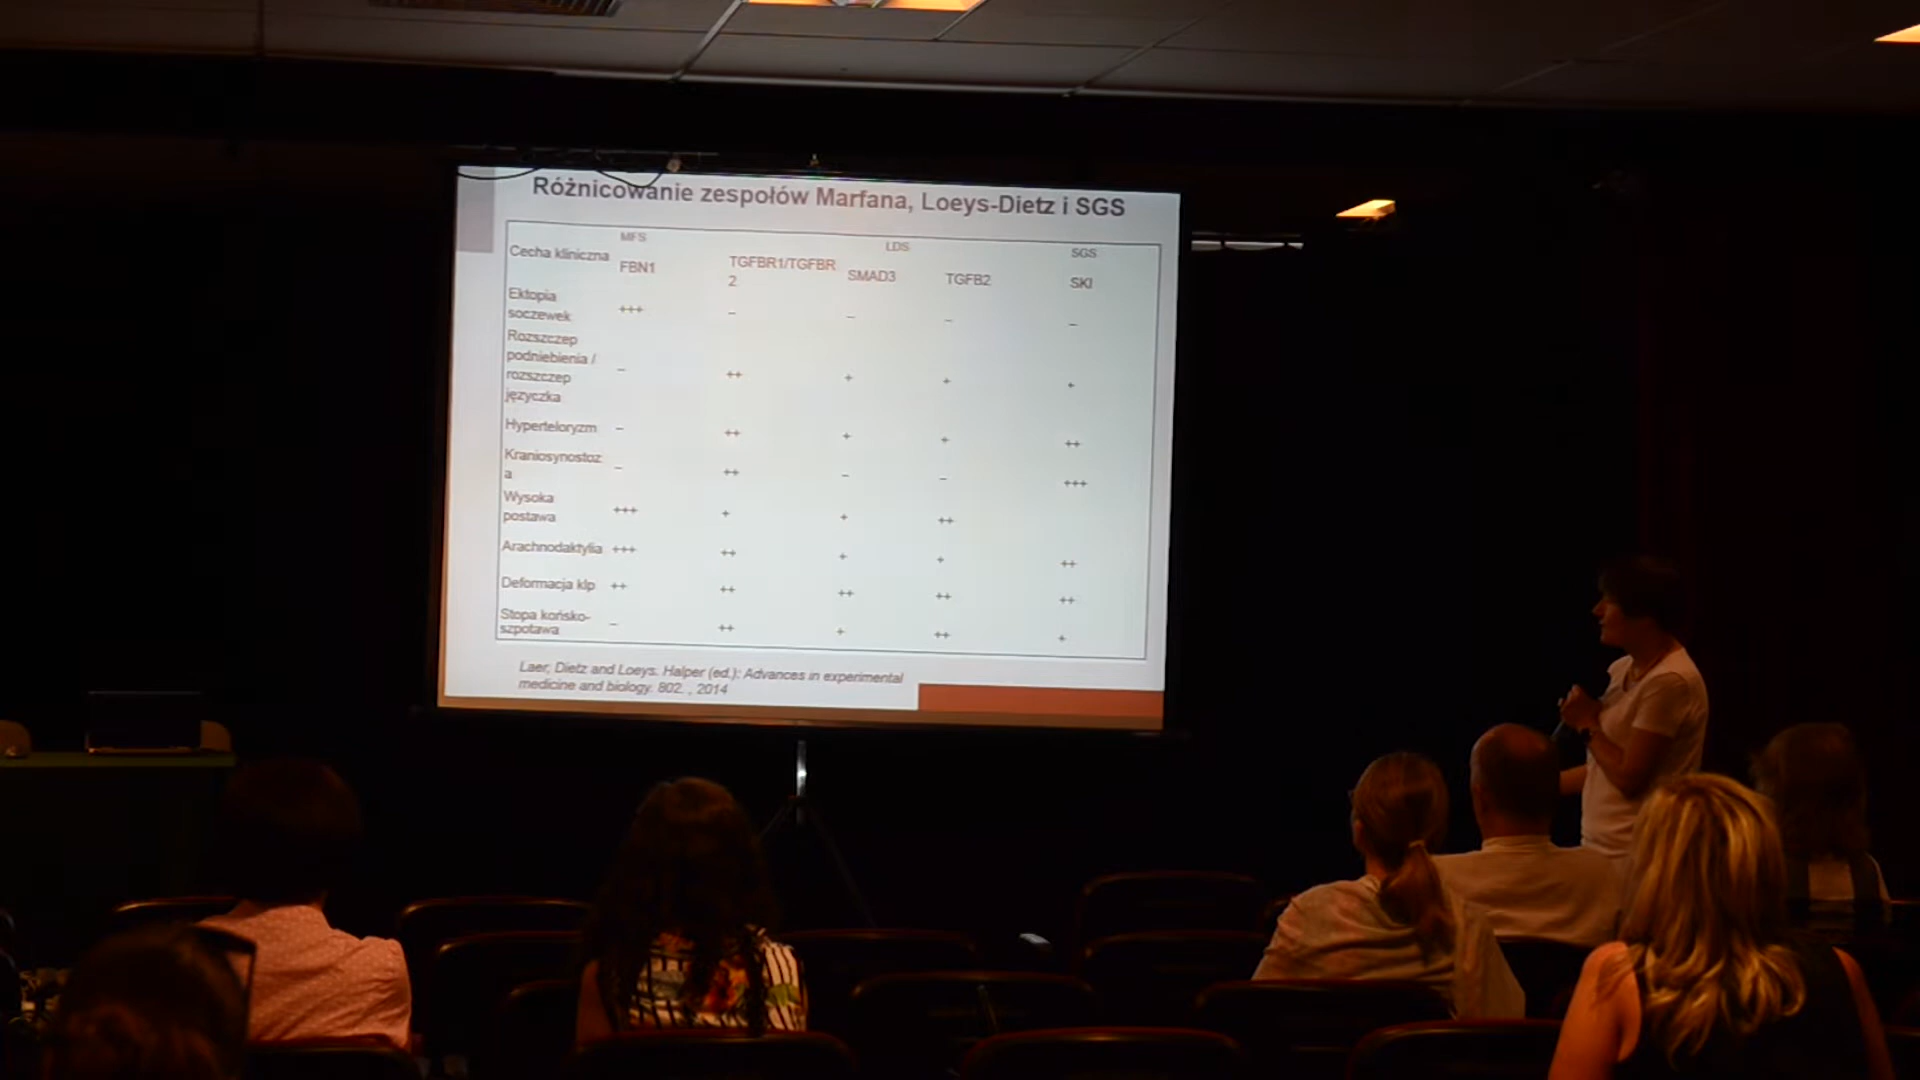 Różnicowanie zespołów Marfana, Loeys-Dietz i SGS
MFS LDS SGS
Cecha kliniczna FBN1 TGFBR1/TGFBR SMAD3 TGFB2 SKI
2
Ektopia
soczewek +++ – – – –
Rozszczep
podniebienia /
rozszczep – ++ + + +
języczka
Hyperteloryzm – ++ + + ++
Kraniosynostoz – ++ – – +++
a
Wysoka
postawa +++ + + ++
Arachnodaktylia +++ ++ + + ++
Deformacja klp ++ ++ ++ ++ ++
Stopa końsko-
szpotawa – ++ + ++ +
Laer, Dietz and Loeys. Halper (ed.): Advances in experimental
medicine and biology. 802. , 2014